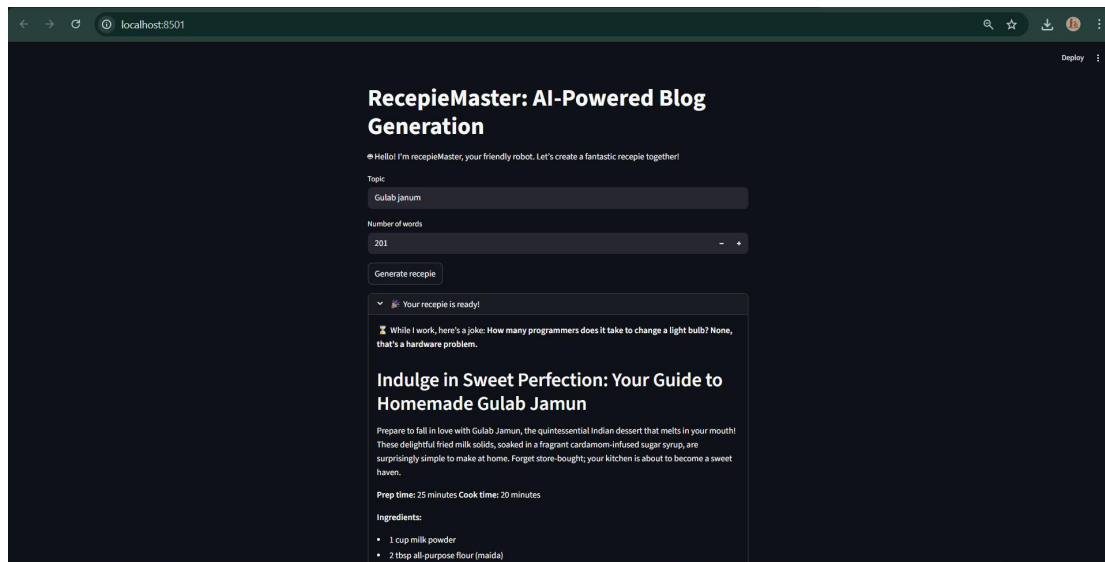 localhost:8501
Deploy
RecepieMaster: AI-Powered Blog
Generation
Hello! I'm recepieMaster, your friendly robot. Let's create a fantastic recepie together!
Topic
Gulab janum
Number of words
201
Generate recepie
Your recepie is ready!
While I work, here's a joke: How many programmers does it take to change a light bulb? None,
that's a hardware problem.
Indulge in Sweet Perfection: Your Guide to
Homemade Gulab Jamun
Prepare to fall in love with Gulab Jamun, the quintessential Indian dessert that melts in your mouth!
These delightful fried milk solids, soaked in a fragrant cardamom-infused sugar syrup, are
surprisingly simple to make at home. Forget store-bought; your kitchen is about to become a sweet
haven.
Prep time: 25 minutes Cook time: 20 minutes
Ingredients:
• 1 cup milk powder
• 2 tbsp all-purpose flour (maida)